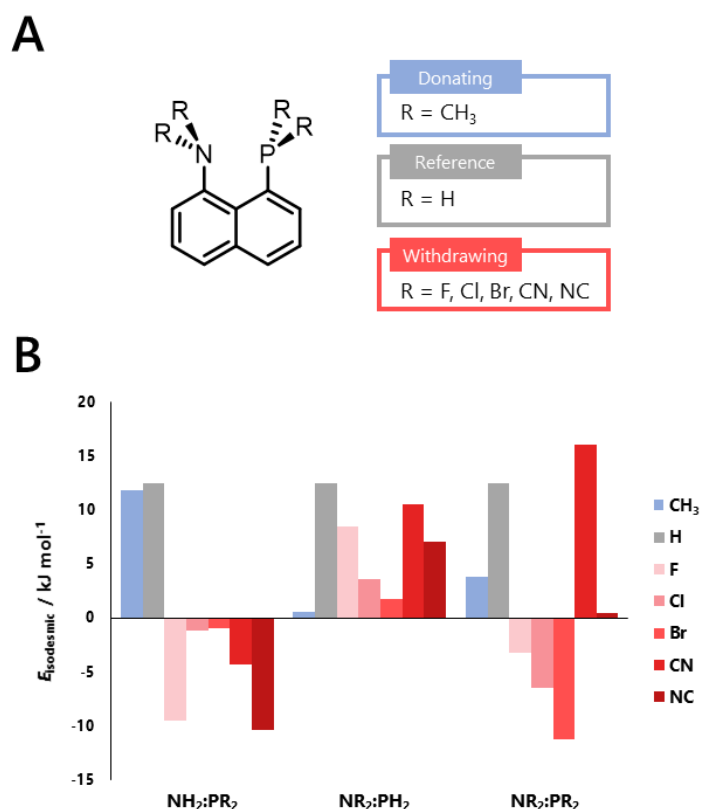 A
R
R
N
R
P
R
Donating
R = CH₃
Reference
R = H
Withdrawing
R = F, Cl, Br, CN, NC
B
20
15
10
5
0
-5
-10
-15
E_isodesmic / kJ mol⁻¹
NH₂:PR₂
NR₂:PH₂
NR₂:PR₂
CH₃
H
F
Cl
Br
CN
NC